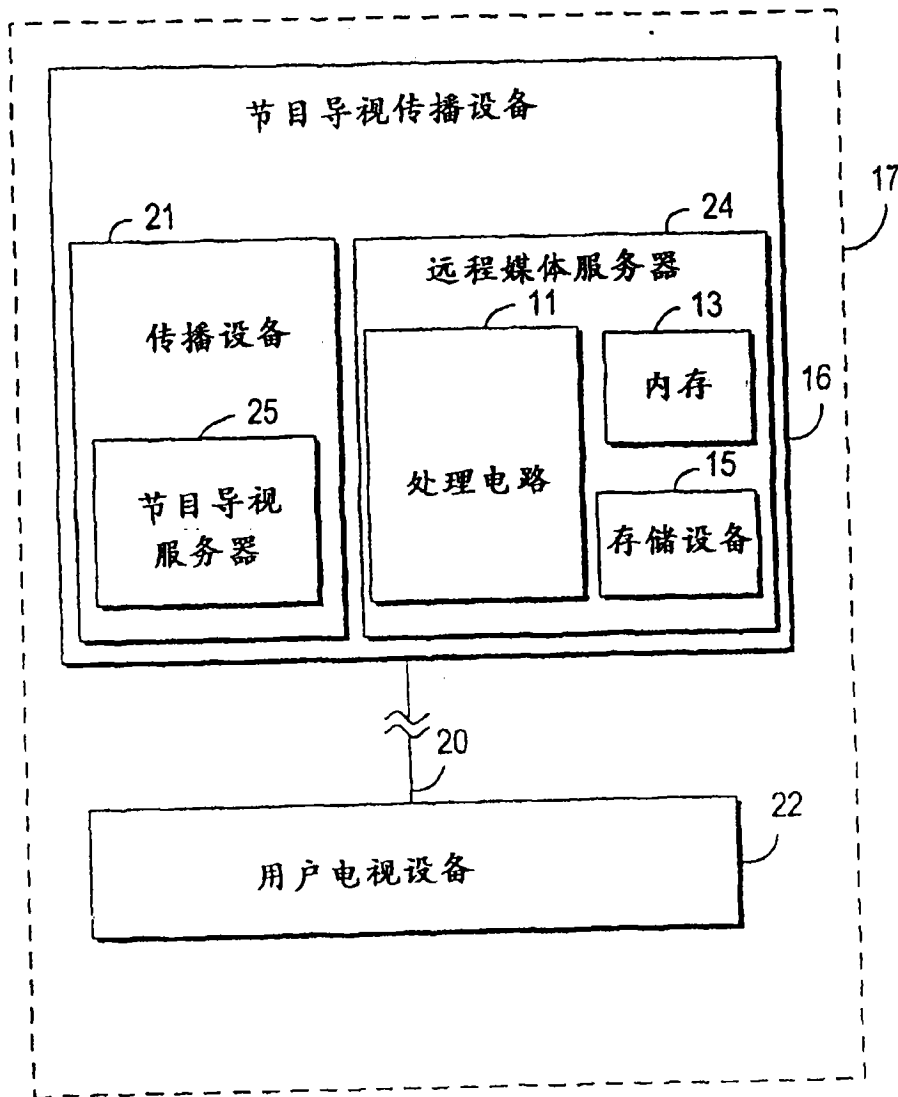 节目导视传播设备
17
21
24
传播设备
远程媒体服务器
11
13
内存
16
25
节目导视
服务器
处理电路
15
存储设备
20
22
用户电视设备